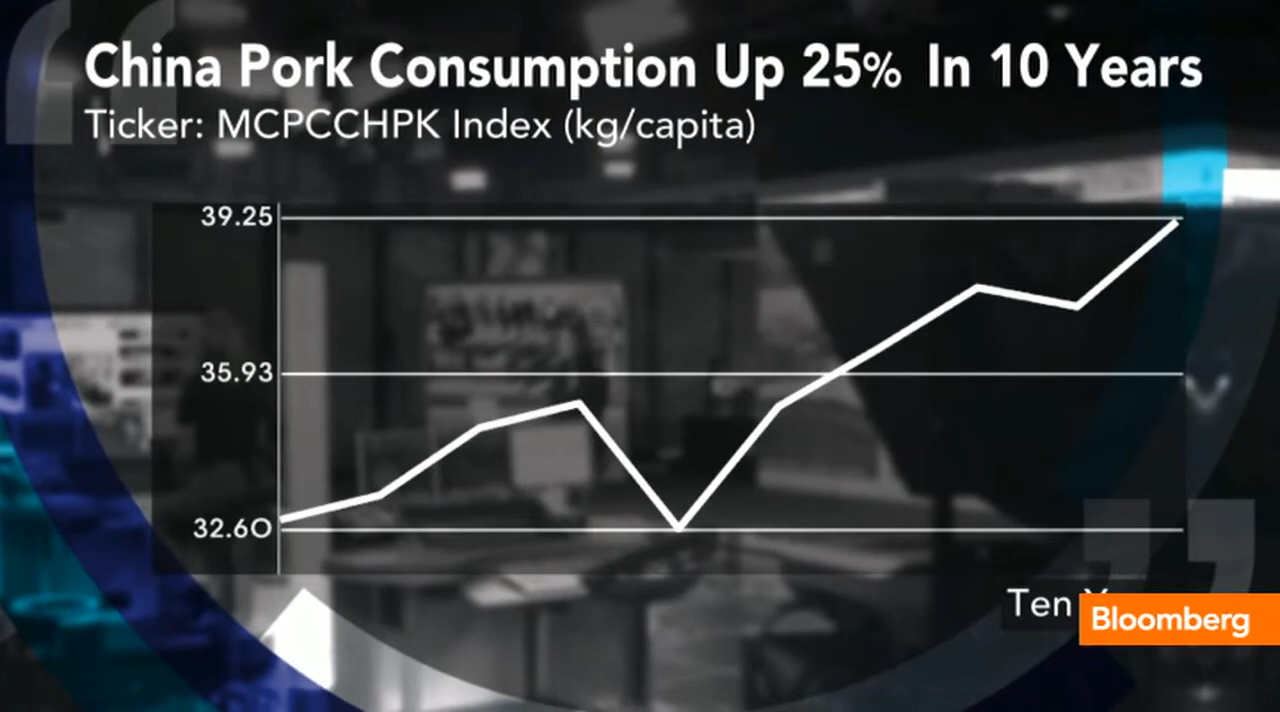 China Pork Consumption Up 25% In 10 Years
Ticker: MCPCCHPK Index (kg/capita)
39.25
35.93
32.60
Ten
Bloomberg